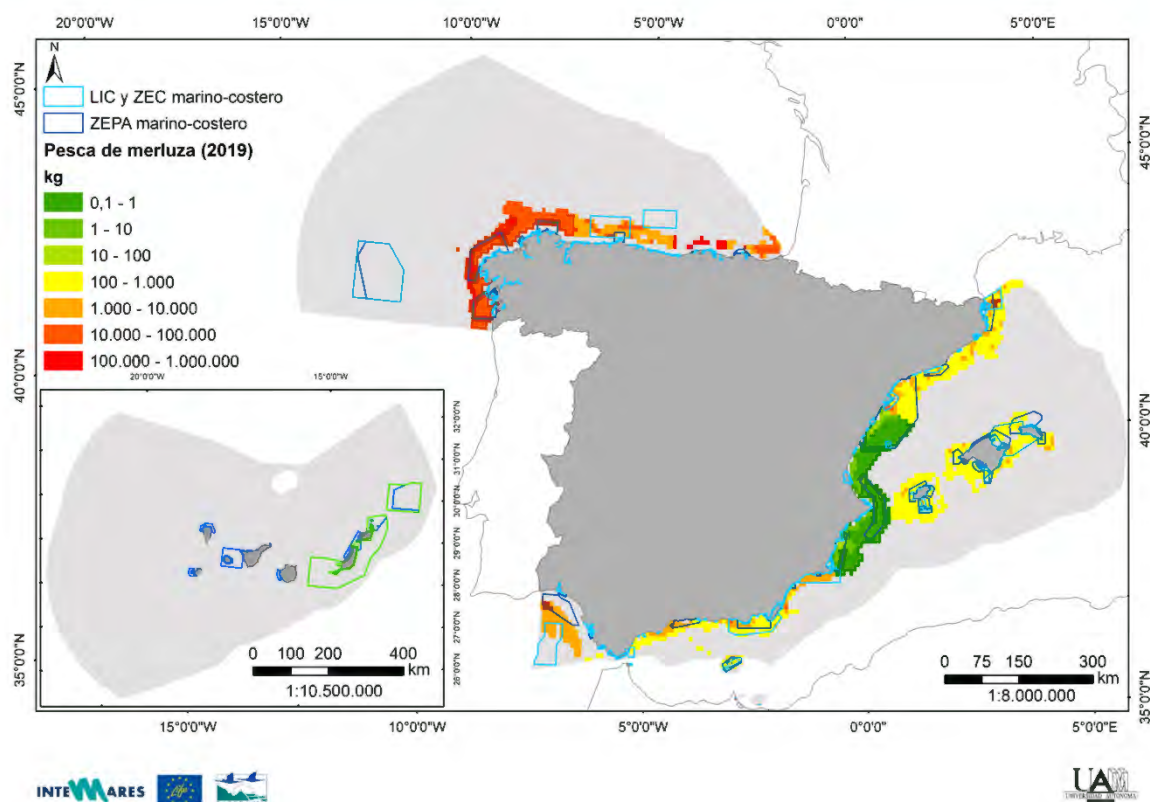 20°0'0"W 15°0'0"W 10°0'0"W 5°0'0"W 0°0'0" 5°0'0"E
N
LIC y ZEC marino-costero
ZEPA marino-costero
Pesca de merluza (2019)
kg
0,1 - 1
1 - 10
10 - 100
100 - 1.000
1.000 - 10.000
10.000 - 100.000
100.000 - 1.000.000
45°0'0"N
40°0'0"N
35°0'0"N
45°0'0"N
40°0'0"N
35°0'0"N
20°0'0"W 15°0'0"W
32°0'0"N
31°0'0"N
30°0'0"N
29°0'0"N
28°0'0"N
27°0'0"N
26°0'0"N
0 100 200 400
km
1:10.500.000
0 75 150 300
km
1:8.000.000
15°0'0"W 10°0'0"W 5°0'0"W 0°0'0" 5°0'0"E
INTEMARES
Life
UAM
UNIVERSIDAD AUTONOMA